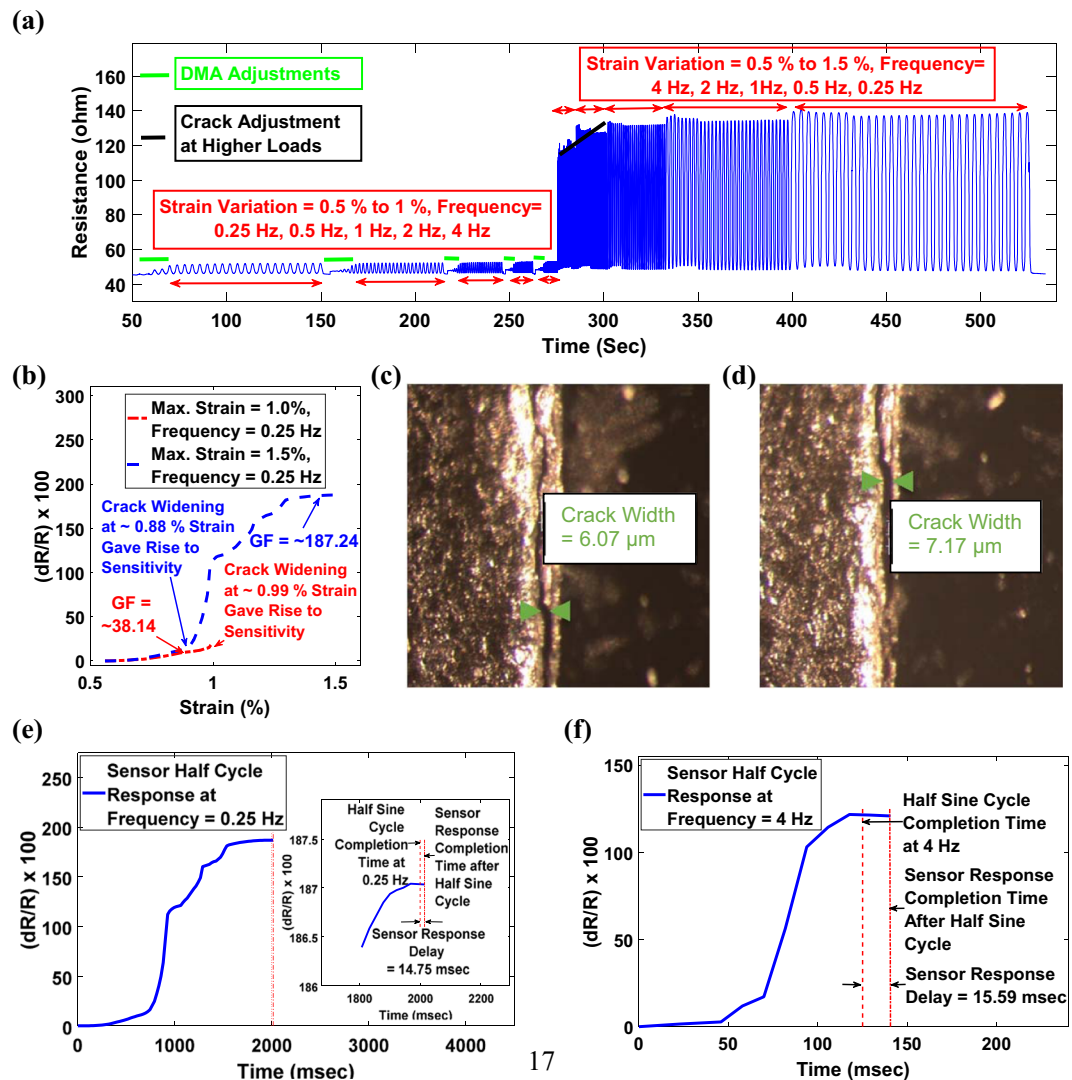 (a)
DMA Adjustments
Crack Adjustment
at Higher Loads
Strain Variation = 0.5 % to 1.5 %, Frequency=
4 Hz, 2 Hz, 1Hz, 0.5 Hz, 0.25 Hz
Strain Variation = 0.5 % to 1 %, Frequency=
0.25 Hz, 0.5 Hz, 1 Hz, 2 Hz, 4 Hz
Resistance (ohm)
160
140
120
100
80
60
40
50 100 150 200 250 300 350 400 450 500
Time (Sec)
(b)
(dR/R) x 100
300
250
200
150
100
50
0
0.5 1 1.5
Strain (%)
Max. Strain = 1.0%,
Frequency = 0.25 Hz
Max. Strain = 1.5%,
Frequency = 0.25 Hz
Crack Widening
at ~ 0.88 % Strain
Gave Rise to
Sensitivity
GF = ~187.24
Crack Widening
at ~ 0.99 % Strain
Gave Rise to
Sensitivity
GF =
~38.14
(c)
Crack Width
= 6.07 µm
(d)
Crack Width
= 7.17 µm
(e)
(dR/R) x 100
250
200
150
100
50
0
0 1000 2000 3000 4000
Time (msec)
Sensor Half Cycle
Response at
Frequency = 0.25 Hz
Half Sine
Cycle
Completion
Time at
0.25 Hz
Sensor
Response
Completion
Time after
Half Sine
Cycle
Sensor Response
Delay
= 14.75 msec
(dR/R) x 100
187.5
187
186.5
186
1800 2000 2200
Time (msec)
(f)
(dR/R) x 100
150
100
50
0
0 50 100 150 200
Time (msec)
Sensor Half Cycle
Response at
Frequency = 4 Hz
Half Sine Cycle
Completion Time
at 4 Hz
Sensor Response
Completion Time
After Half Sine
Cycle
Sensor Response
Delay = 15.59 msec
17